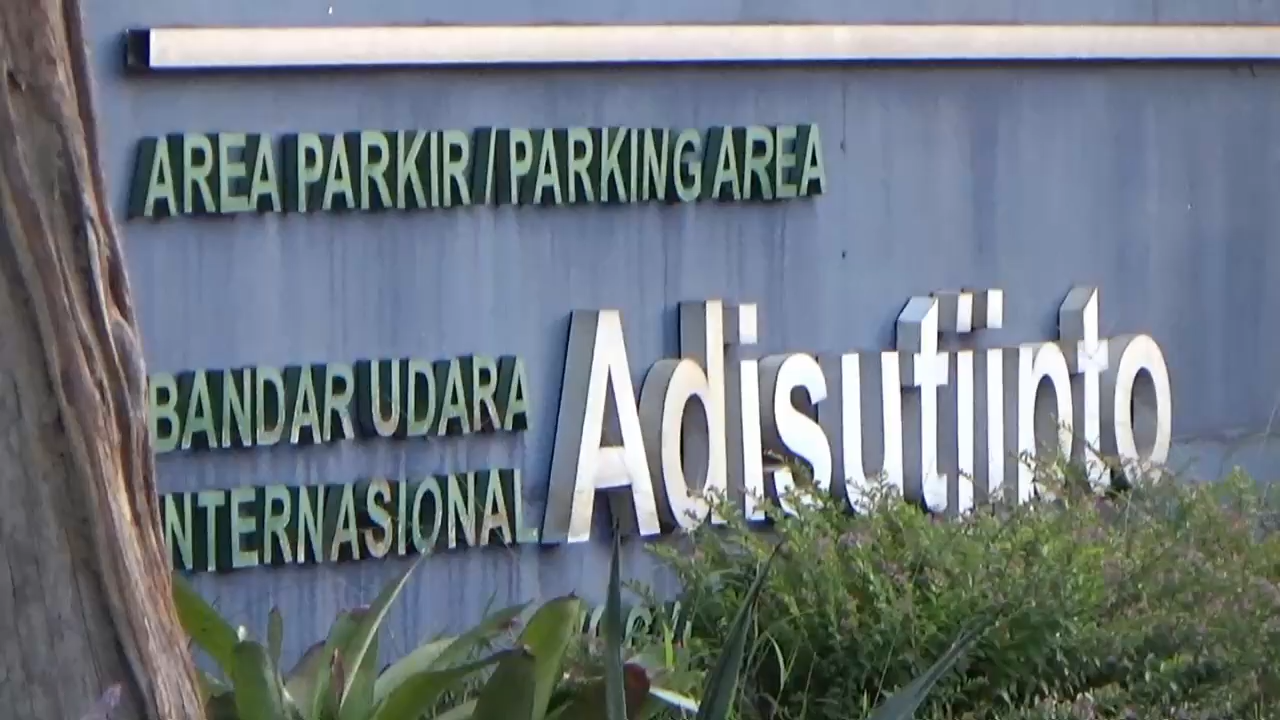 AREA PARKIR / PARKING AREA
BANDAR UDARA
INTERNASIONAL
Adisutjipto